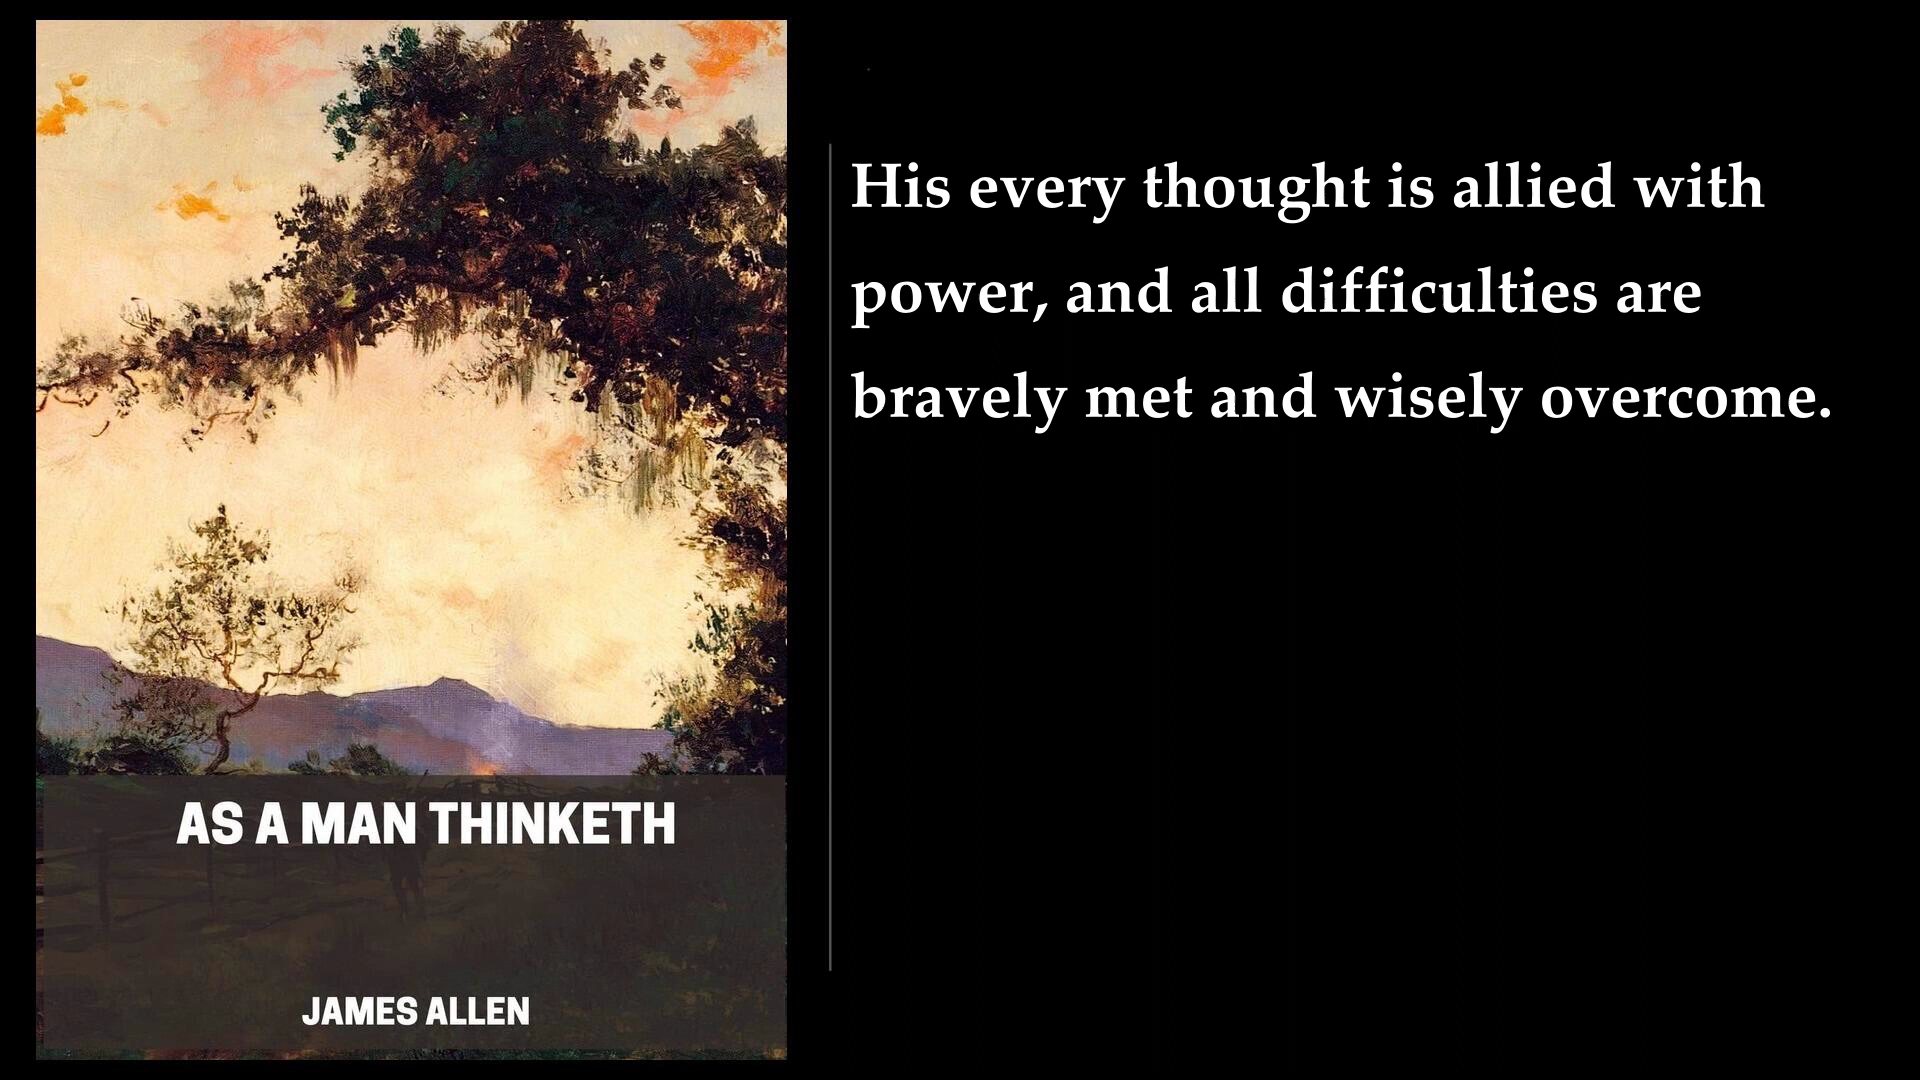 AS A MAN THINKETH
JAMES ALLEN
His every thought is allied with
power, and all difficulties are
bravely met and wisely overcome.